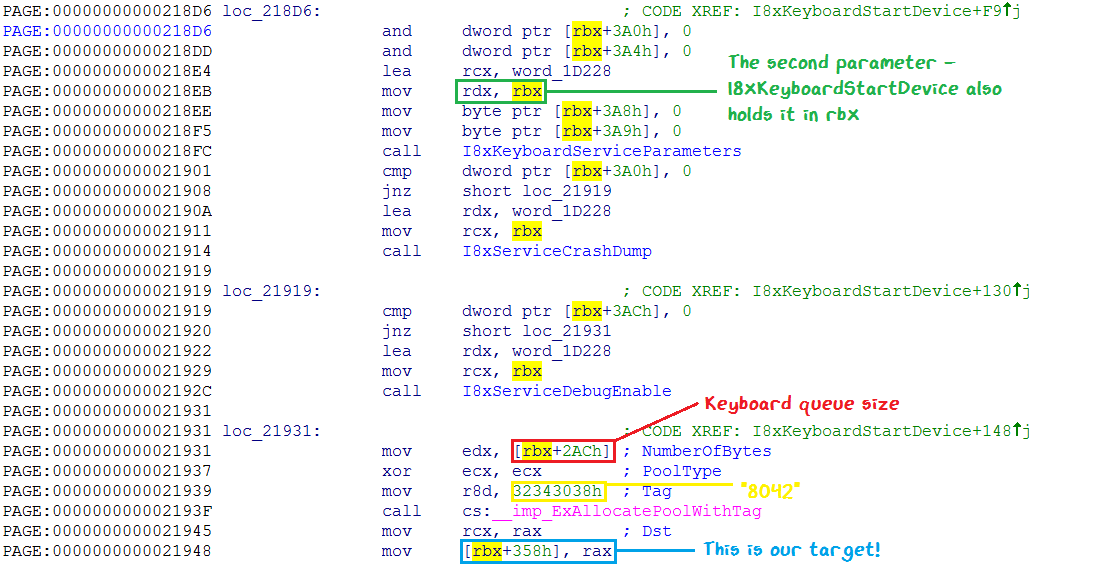 PAGE:00000000000218D6 loc_218D6: ; CODE XREF: I8xKeyboardStartDevice+F9↑j
PAGE:00000000000218D6 and dword ptr [rbx+3A0h], 0
PAGE:00000000000218DD and dword ptr [rbx+3A4h], 0
PAGE:00000000000218E4 lea rcx, word_1D228
PAGE:00000000000218EB mov rdx, rbx
PAGE:00000000000218EE mov byte ptr [rbx+3A8h], 0
PAGE:00000000000218F5 mov byte ptr [rbx+3A9h], 0
PAGE:00000000000218FC call I8xKeyboardServiceParameters
PAGE:0000000000021901 cmp dword ptr [rbx+3A0h], 0
PAGE:0000000000021908 jnz short loc_21919
PAGE:000000000002190A lea rdx, word_1D228
PAGE:0000000000021911 mov rcx, rbx
PAGE:0000000000021914 call I8xServiceCrashDump
PAGE:0000000000021919
PAGE:0000000000021919 loc_21919: ; CODE XREF: I8xKeyboardStartDevice+130↑j
PAGE:0000000000021919 cmp dword ptr [rbx+3ACh], 0
PAGE:0000000000021920 jnz short loc_21931
PAGE:0000000000021922 lea rdx, word_1D228
PAGE:0000000000021929 mov rcx, rbx
PAGE:000000000002192C call I8xServiceDebugEnable
PAGE:0000000000021931
PAGE:0000000000021931 loc_21931: ; CODE XREF: I8xKeyboardStartDevice+148↑j
PAGE:0000000000021931 mov edx, [rbx+2ACh] ; NumberOfBytes
PAGE:0000000000021937 xor ecx, ecx ; PoolType
PAGE:0000000000021939 mov r8d, 32343038h ; Tag
PAGE:000000000002193F call cs:__imp_ExAllocatePoolWithTag
PAGE:0000000000021945 mov rcx, rax ; Dst
PAGE:0000000000021948 mov [rbx+358h], rax
The second parameter -
I8xKeyboardStartDevice also
holds it in rbx
Keyboard queue size
"8042"
This is our target!